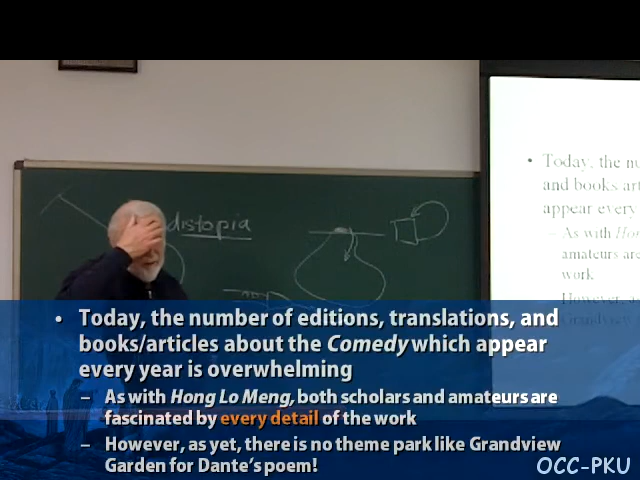 distopia
• Today, the nu
and books arti
appear every
– As with Hon
amateurs are
work
However,
Grandview
• Today, the number of editions, translations, and
books/articles about the Comedy which appear
every year is overwhelming
– As with Hong Lo Meng, both scholars and amateurs are
fascinated by every detail of the work
– However, as yet, there is no theme park like Grandview
Garden for Dante's poem!
OCC-PKU